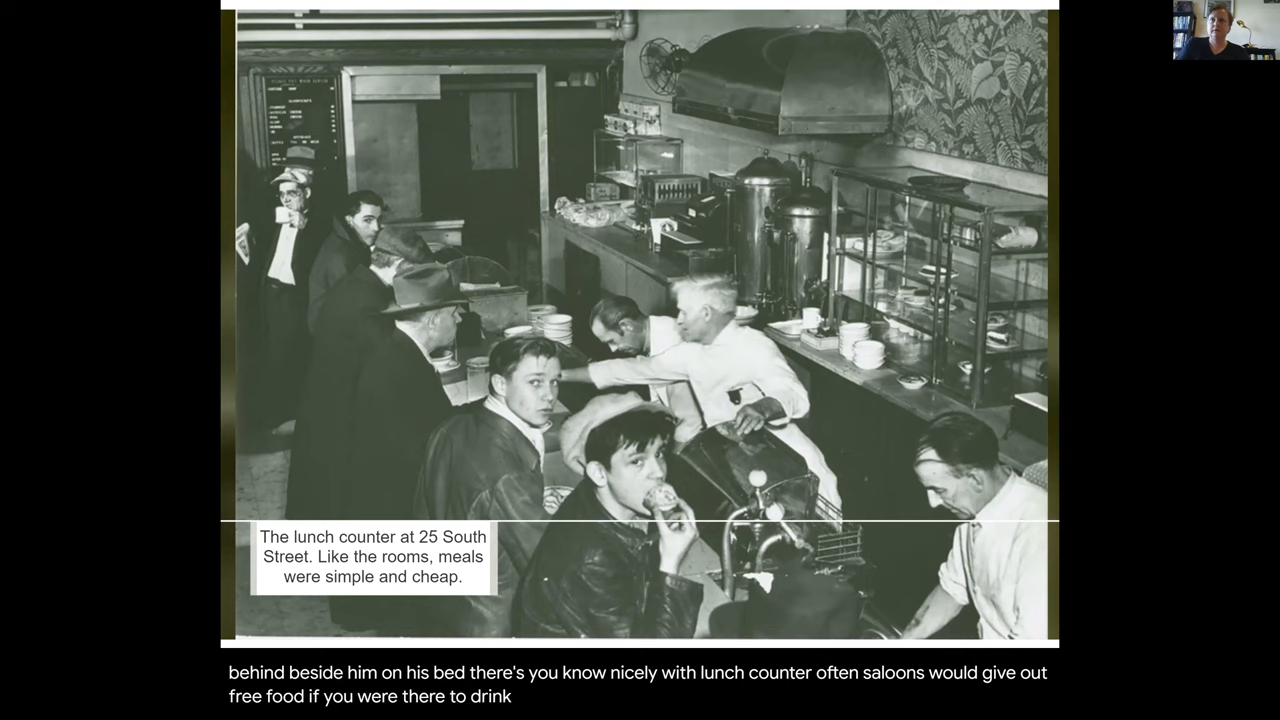 The lunch counter at 25 South
Street. Like the rooms, meals
were simple and cheap.
behind beside him on his bed there's you know nicely with lunch counter often saloons would give out
free food if you were there to drink